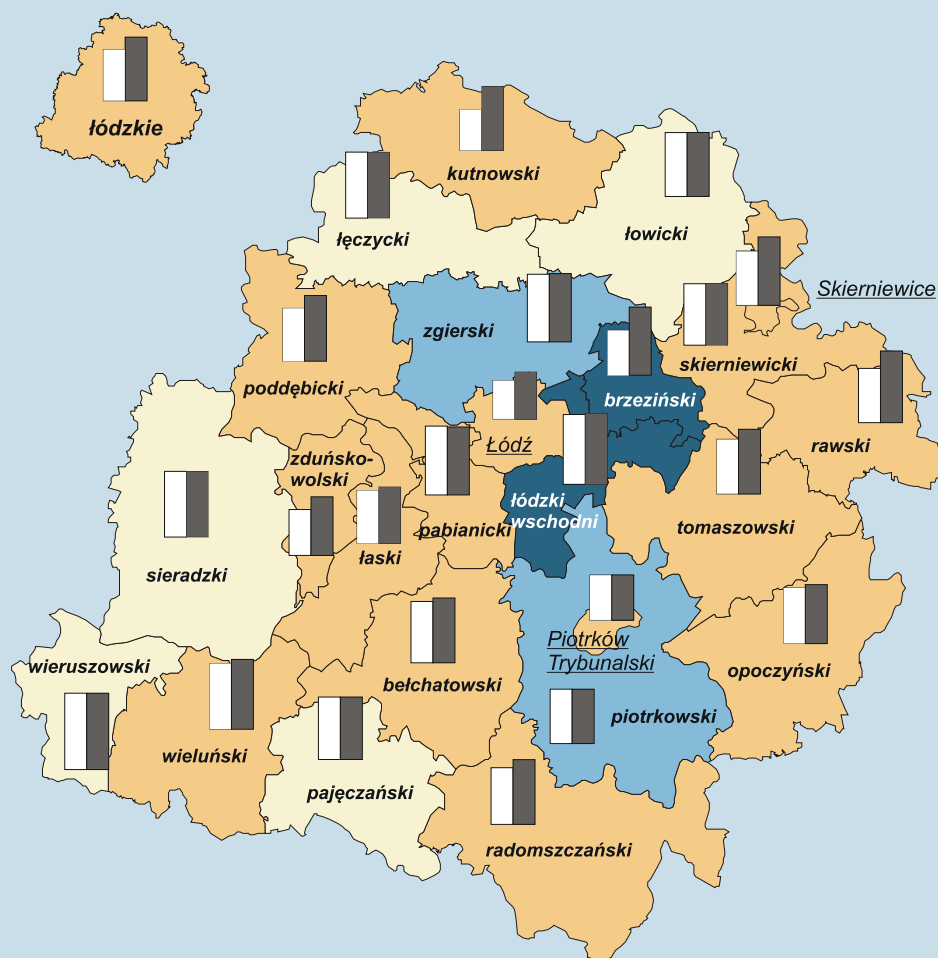 łódzkie
kutnowski
łęczycki
łowicki
Skierniewice
zgierski
skierniewicki
poddębicki
brzeziński
rawski
Łódź
zduńsko-
wolski
łódzki
wschodni
pabianicki
tomaszowski
łaski
sieradzki
Piotrków
Trybunalski
wieruszowski
opoczyński
bełchatowski
piotrkowski
wieluński
pajęczański
radomszczański